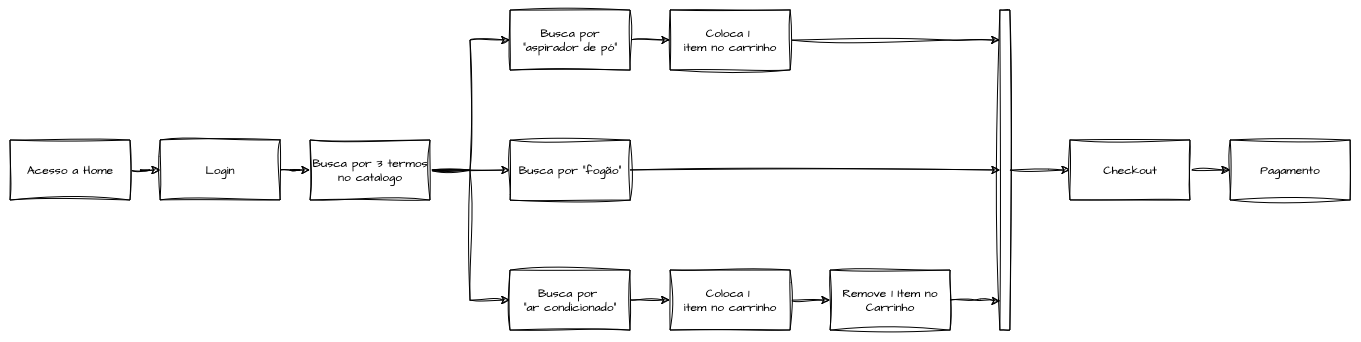 Acesso a Home
Login
Busca por 3 termos
no catalogo
Busca por
"aspirador de pó"
Coloca 1
item no carrinho
Busca por "fogão"
Busca por
"ar condicionado"
Coloca 1
item no carrinho
Remove 1 Item no
Carrinho
Checkout
Pagamento